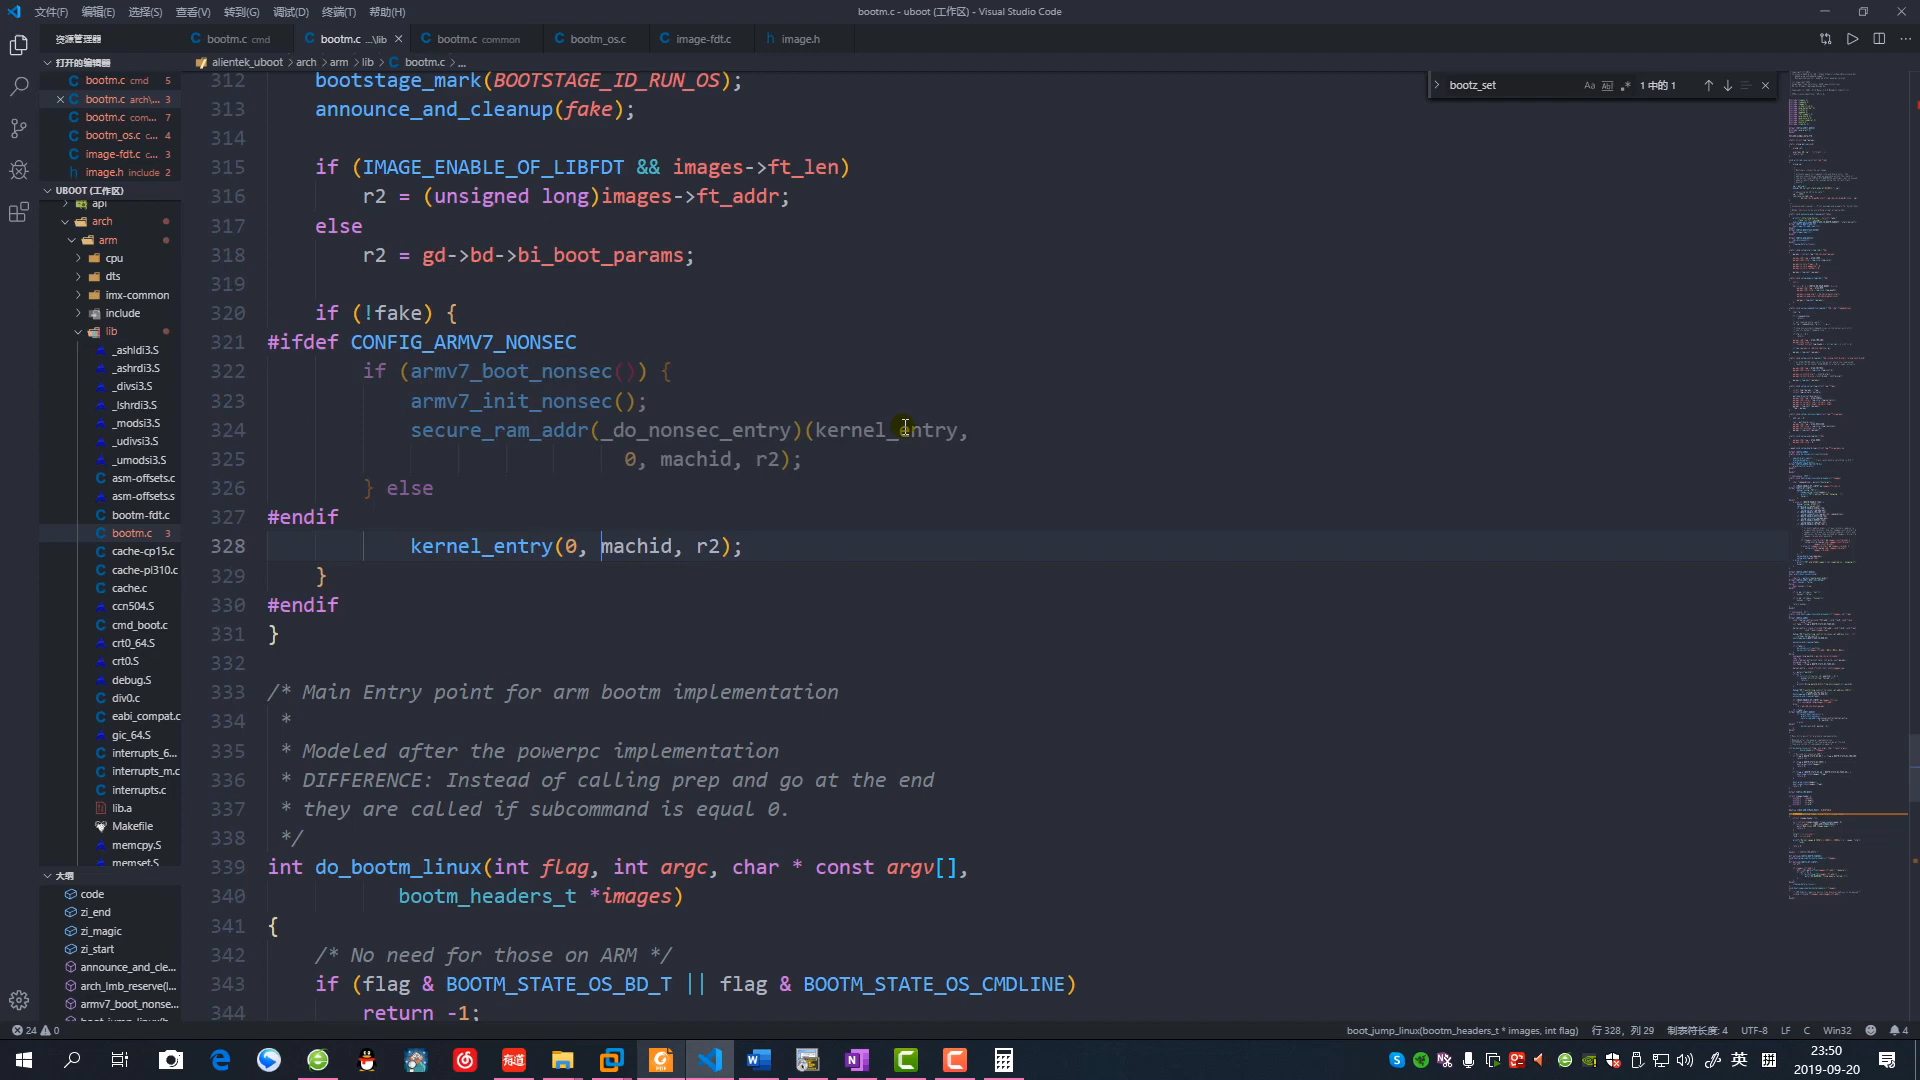 文件(F) 编辑(E) 选择(S) 查看(V) 转到(G) 调试(D) 终端(T) 帮助(H)
bootm.c - uboot (工作区) - Visual Studio Code
资源管理器
bootm.c cmd
bootm.c ...\lib
bootm.c common
bootm_os.c
image-fdt.c
image.h
打开的编辑器
bootm.c cmd 5
bootm.c arch\... 3
bootm.c com... 7
bootm_os.c c... 4
image-fdt.c c... 3
image.h include 2
UBOOT (工作区)
api
arch
arm
cpu
dts
imx-common
include
lib
_ashldi3.S
_ashrdi3.S
_divsi3.S
_lshrdi3.S
_modsi3.S
_udivsi3.S
_umodsi3.S
asm-offsets.c
asm-offsets.s
bootm-fdt.c
bootm.c 3
cache-cp15.c
cache-pl310.c
cache.c
ccn504.S
cmd_boot.c
crt0_64.S
crt0.S
debug.S
div0.c
eabi_compat.c
gic_64.S
interrupts_6...
interrupts_m.c
interrupts.c
lib.a
Makefile
memcpy.S
memset.S
大纲
code
zi_end
zi_magic
zi_start
announce_and_cle...
arch_lmb_reserve(l...
armv7_boot_nonse...
alientek_uboot › arch › arm › lib › bootm.c › ...
bootz_set
1 中的 1
312 bootstage_mark(BOOTSTAGE_ID_RUN_OS);
313 announce_and_cleanup(fake);
314
315 if (IMAGE_ENABLE_OF_LIBFDT && images->ft_len)
316 r2 = (unsigned long)images->ft_addr;
317 else
318 r2 = gd->bd->bi_boot_params;
319
320 if (!fake) {
321 #ifdef CONFIG_ARMV7_NONSEC
322 if (armv7_boot_nonsec()) {
323 armv7_init_nonsec();
324 secure_ram_addr(_do_nonsec_entry)(kernel_entry,
325 0, machid, r2);
326 } else
327 #endif
328 kernel_entry(0, machid, r2);
329 }
330 #endif
331 }
332
333 /* Main Entry point for arm bootm implementation
334 *
335 * Modeled after the powerpc implementation
336 * DIFFERENCE: Instead of calling prep and go at the end
337 * they are called if subcommand is equal 0.
338 */
339 int do_bootm_linux(int flag, int argc, char * const argv[],
340 bootm_headers_t *images)
341 {
342 /* No need for those on ARM */
343 if (flag & BOOTM_STATE_OS_BD_T || flag & BOOTM_STATE_OS_CMDLINE)
344 return -1;
24 0
boot_jump_linux(bootm_headers_t * images, int flag) 行 328, 列 29 制表符长度: 4 UTF-8 LF C Win32 4
有道
英
23:50
2019-09-20